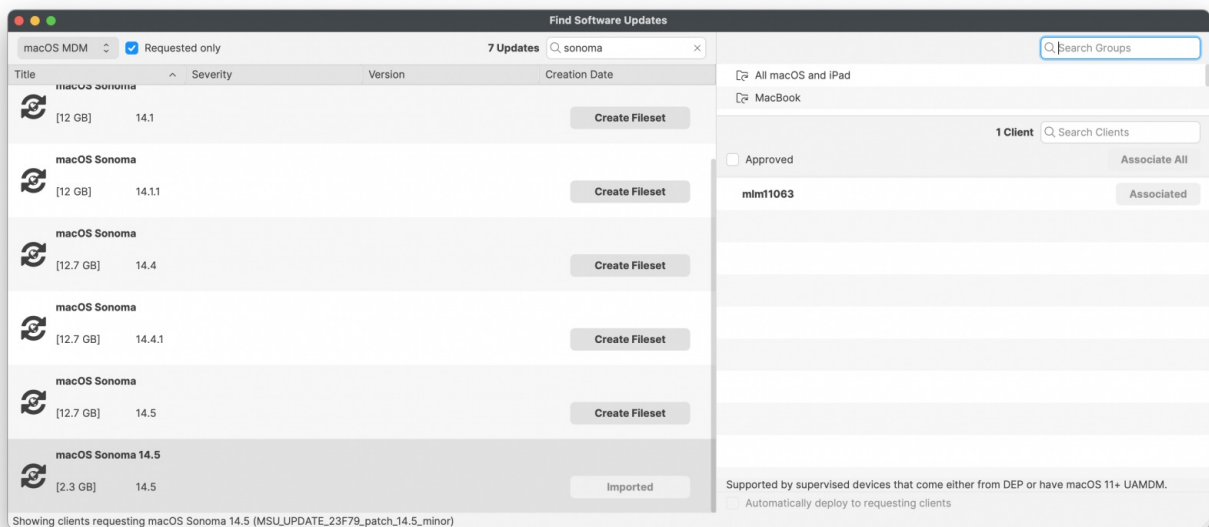 Find Software Updates
macOS MDM
Requested only
7 Updates
sonoma
Search Groups
Title
Severity
Version
Creation Date
macOS Sonoma
[12 GB]
14.1
Create Fileset
macOS Sonoma
[12 GB]
14.1.1
Create Fileset
macOS Sonoma
[12.7 GB]
14.4
Create Fileset
macOS Sonoma
[12.7 GB]
14.4.1
Create Fileset
macOS Sonoma
[12.7 GB]
14.5
Create Fileset
macOS Sonoma 14.5
[2.3 GB]
14.5
Imported
Showing clients requesting macOS Sonoma 14.5 (MSU_UPDATE_23F79_patch_14.5_minor)
All macOS and iPad
MacBook
1 Client
Search Clients
Approved
Associate All
mlm11063
Associated
Supported by supervised devices that come either from DEP or have macOS 11+ UAMDM.
Automatically deploy to requesting clients